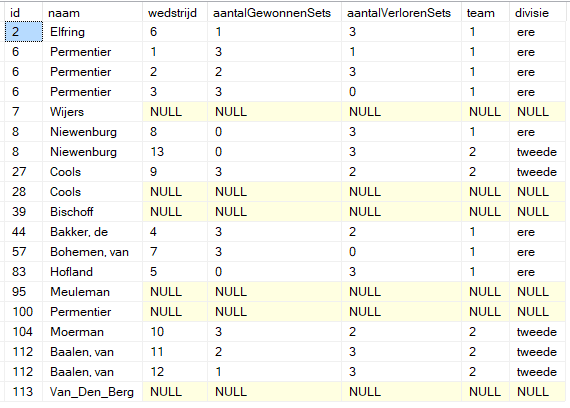 id naam wedstrijd aantalGewonnenSets aantalVerlorenSets team divisie
2 Elfring 6 1 3 1 ere
6 Permentier 1 3 1 1 ere
6 Permentier 2 2 3 1 ere
6 Permentier 3 3 0 1 ere
7 Wijers NULL NULL NULL NULL NULL
8 Niewenburg 8 0 3 1 ere
8 Niewenburg 13 0 3 2 tweede
27 Cools 9 3 2 2 tweede
28 Cools NULL NULL NULL NULL NULL
39 Bischoff NULL NULL NULL NULL NULL
44 Bakker, de 4 3 2 1 ere
57 Bohemen, van 7 3 0 1 ere
83 Hofland 5 0 3 1 ere
95 Meuleman NULL NULL NULL NULL NULL
100 Permentier NULL NULL NULL NULL NULL
104 Moerman 10 3 2 2 tweede
112 Baalen, van 11 2 3 2 tweede
112 Baalen, van 12 1 3 2 tweede
113 Van_Den_Berg NULL NULL NULL NULL NULL